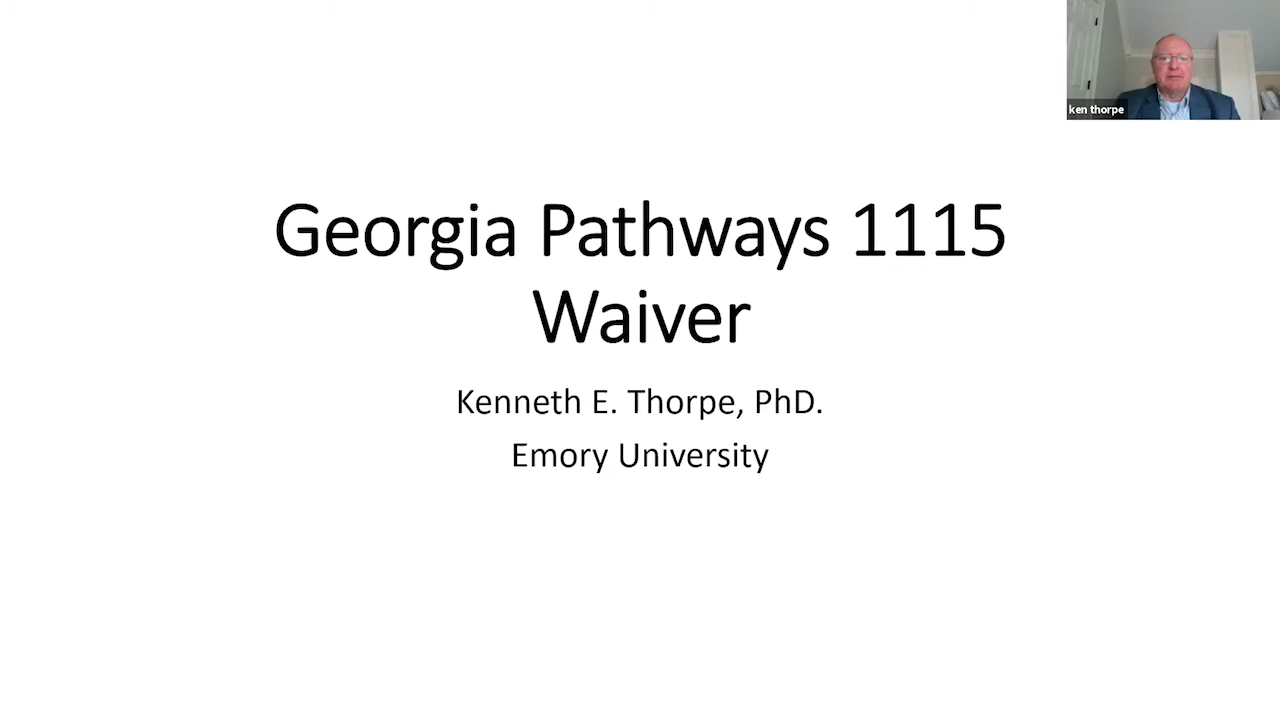 ken thorpe
Georgia Pathways 1115
Waiver
Kenneth E. Thorpe, PhD.
Emory University